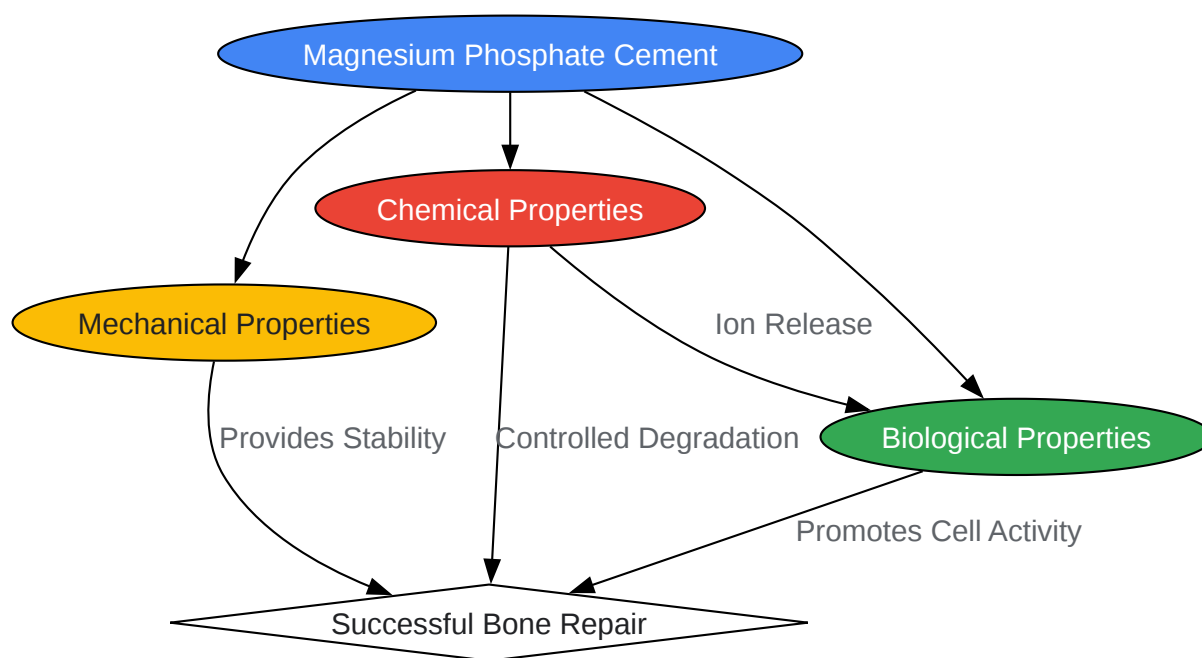 Magnesium Phosphate Cement
Chemical Properties
Mechanical Properties
Ion Release
Provides Stability
Controlled Degradation
Biological Properties
Promotes Cell Activity
Successful Bone Repair